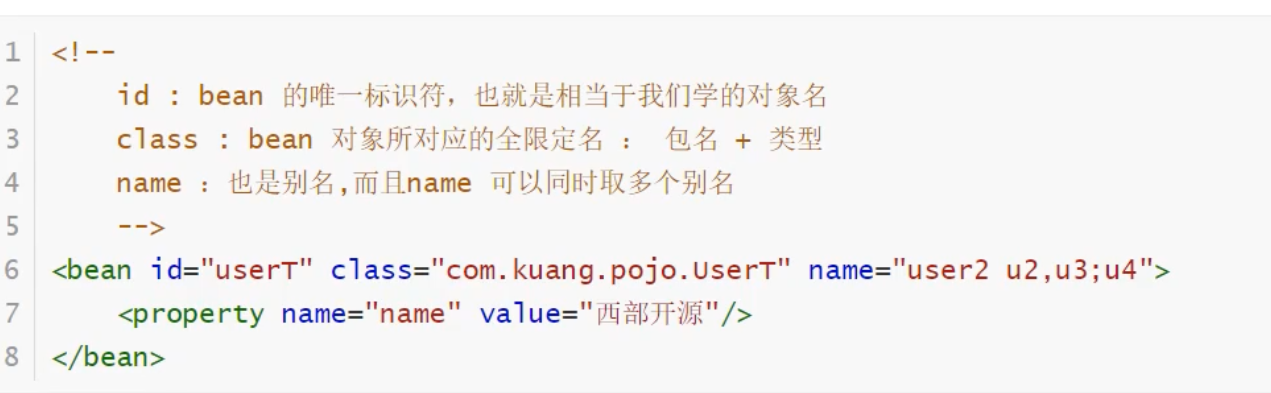 1 <!--
2 id : bean 的唯一标识符，也就是相当于我们学的对象名
3 class : bean 对象所对应的全限定名 ： 包名 + 类型
4 name ：也是别名,而且name 可以同时取多个别名
5 -->
6 <bean id="userT" class="com.kuang.pojo.UserT" name="user2 u2,u3;u4">
7 <property name="name" value="西部开源"/>
8 </bean>